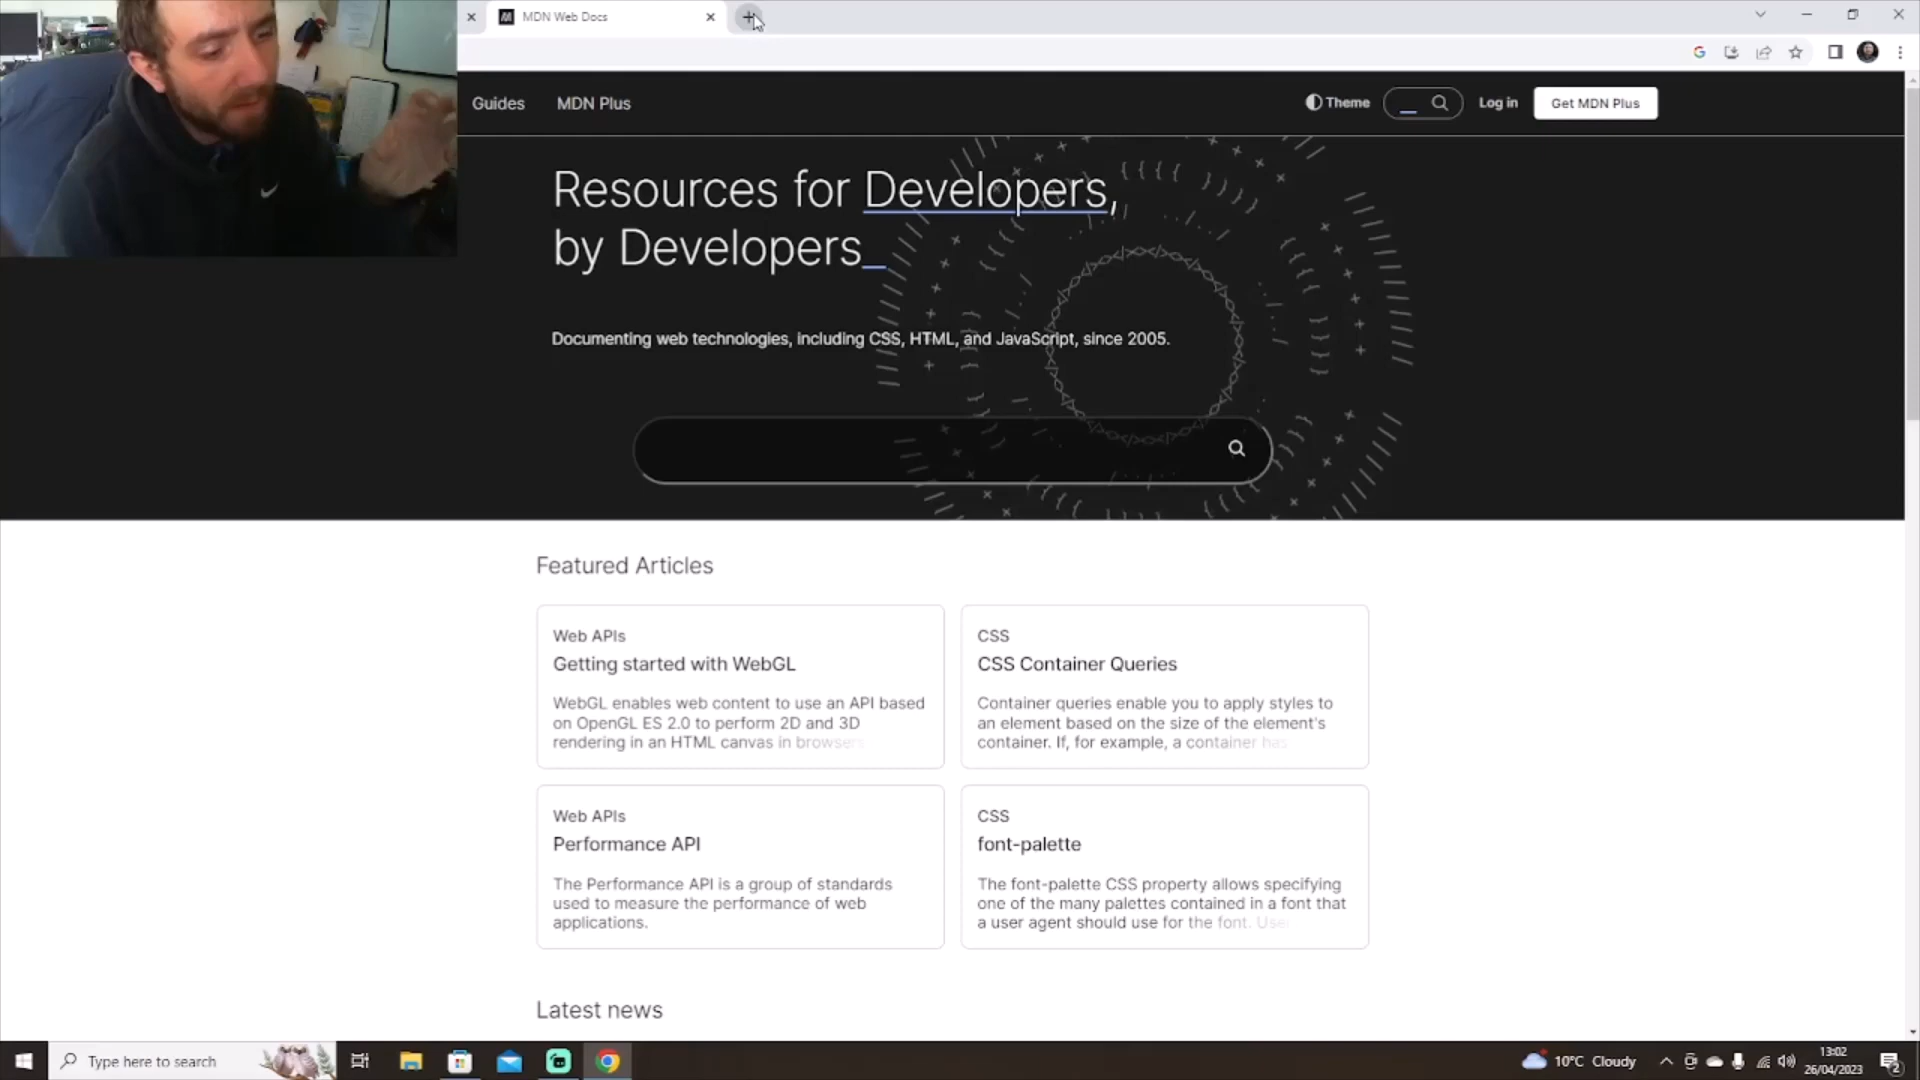 MDN Web Docs
Guides
MDN Plus
Theme
Log in
Get MDN Plus
Resources for Developers,
by Developers_
Documenting web technologies, including CSS, HTML, and JavaScript, since 2005.
Featured Articles
Web APIs
Getting started with WebGL
WebGL enables web content to use an API based
on OpenGL ES 2.0 to perform 2D and 3D
rendering in an HTML canvas in browsers
CSS
CSS Container Queries
Container queries enable you to apply styles to
an element based on the size of the element's
container. If, for example, a container has
Web APIs
Performance API
The Performance API is a group of standards
used to measure the performance of web
applications.
CSS
font-palette
The font-palette CSS property allows specifying
one of the many palettes contained in a font that
a user agent should use for the font. User
Latest news
Type here to search
10°C Cloudy
13:02
26/04/2023
2